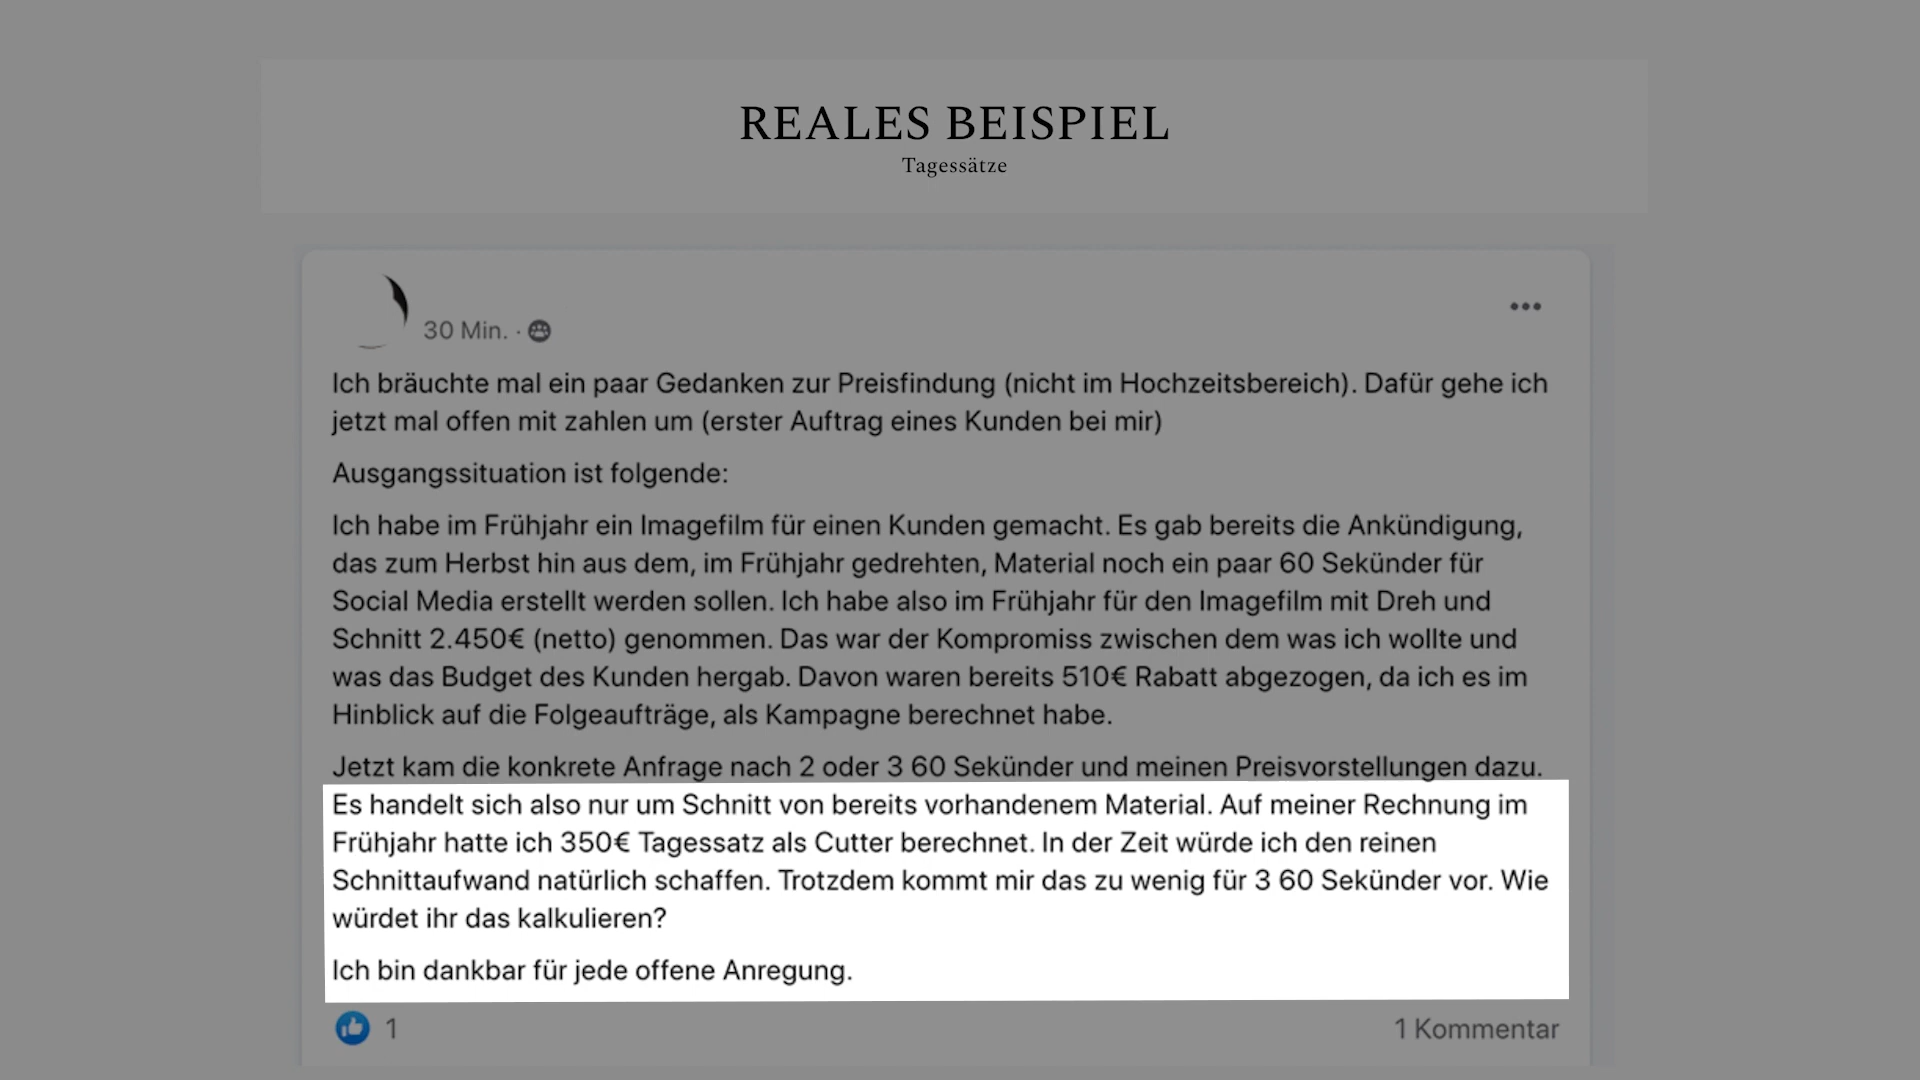 REALES BEISPIEL
Tagessätze
30 Min. ·
Ich bräuchte mal ein paar Gedanken zur Preisfindung (nicht im Hochzeitsbereich). Dafür gehe ich
jetzt mal offen mit zahlen um (erster Auftrag eines Kunden bei mir)
Ausgangssituation ist folgende:
Ich habe im Frühjahr ein Imagefilm für einen Kunden gemacht. Es gab bereits die Ankündigung,
das zum Herbst hin aus dem, im Frühjahr gedrehten, Material noch ein paar 60 Sekünder für
Social Media erstellt werden sollen. Ich habe also im Frühjahr für den Imagefilm mit Dreh und
Schnitt 2.450€ (netto) genommen. Das war der Kompromiss zwischen dem was ich wollte und
was das Budget des Kunden hergab. Davon waren bereits 510€ Rabatt abgezogen, da ich es im
Hinblick auf die Folgeaufträge, als Kampagne berechnet habe.
Jetzt kam die konkrete Anfrage nach 2 oder 3 60 Sekünder und meinen Preisvorstellungen dazu.
Es handelt sich also nur um Schnitt von bereits vorhandenem Material. Auf meiner Rechnung im
Frühjahr hatte ich 350€ Tagessatz als Cutter berechnet. In der Zeit würde ich den reinen
Schnittaufwand natürlich schaffen. Trotzdem kommt mir das zu wenig für 3 60 Sekünder vor. Wie
würdet ihr das kalkulieren?
Ich bin dankbar für jede offene Anregung.
1
1 Kommentar